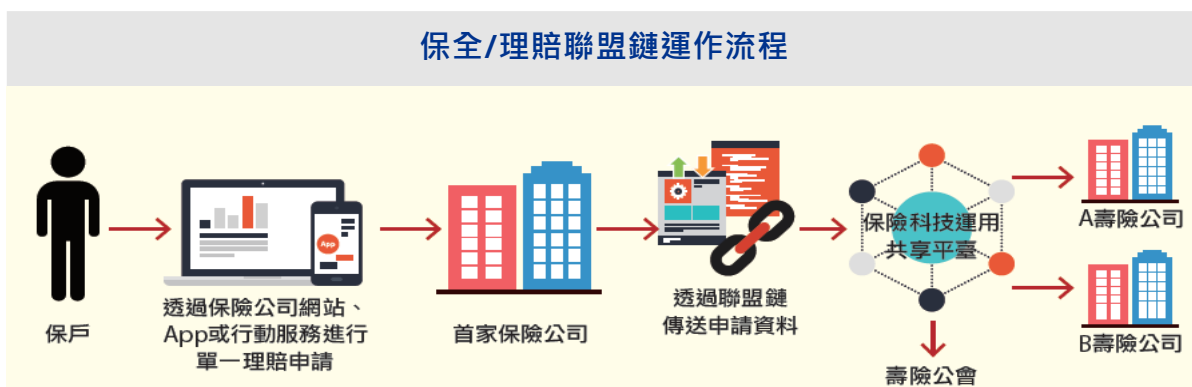 保全/理賠聯盟鏈運作流程
App
保戶
透過保險公司網站、
App或行動服務進行
單一理賠申請
首家保險公司
透過聯盟鏈
傳送申請資料
保險科技運用
共享平臺
壽險公會
A壽險公司
B壽險公司